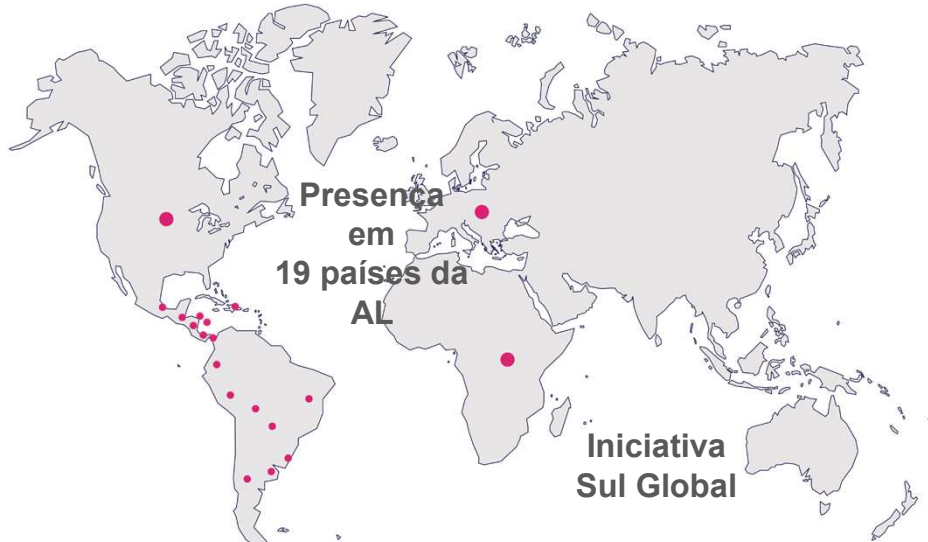 Presença
em
19 países da
AL
Iniciativa
Sul Global